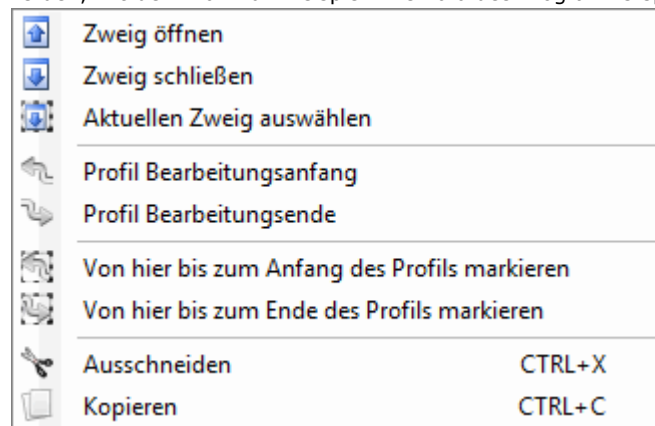 Zweig öffnen
Zweig schließen
Aktuellen Zweig auswählen
Profil Bearbeitungsanfang
Profil Bearbeitungsende
Von hier bis zum Anfang des Profils markieren
Von hier bis zum Ende des Profils markieren
Ausschneiden CTRL+X
Kopieren CTRL+C